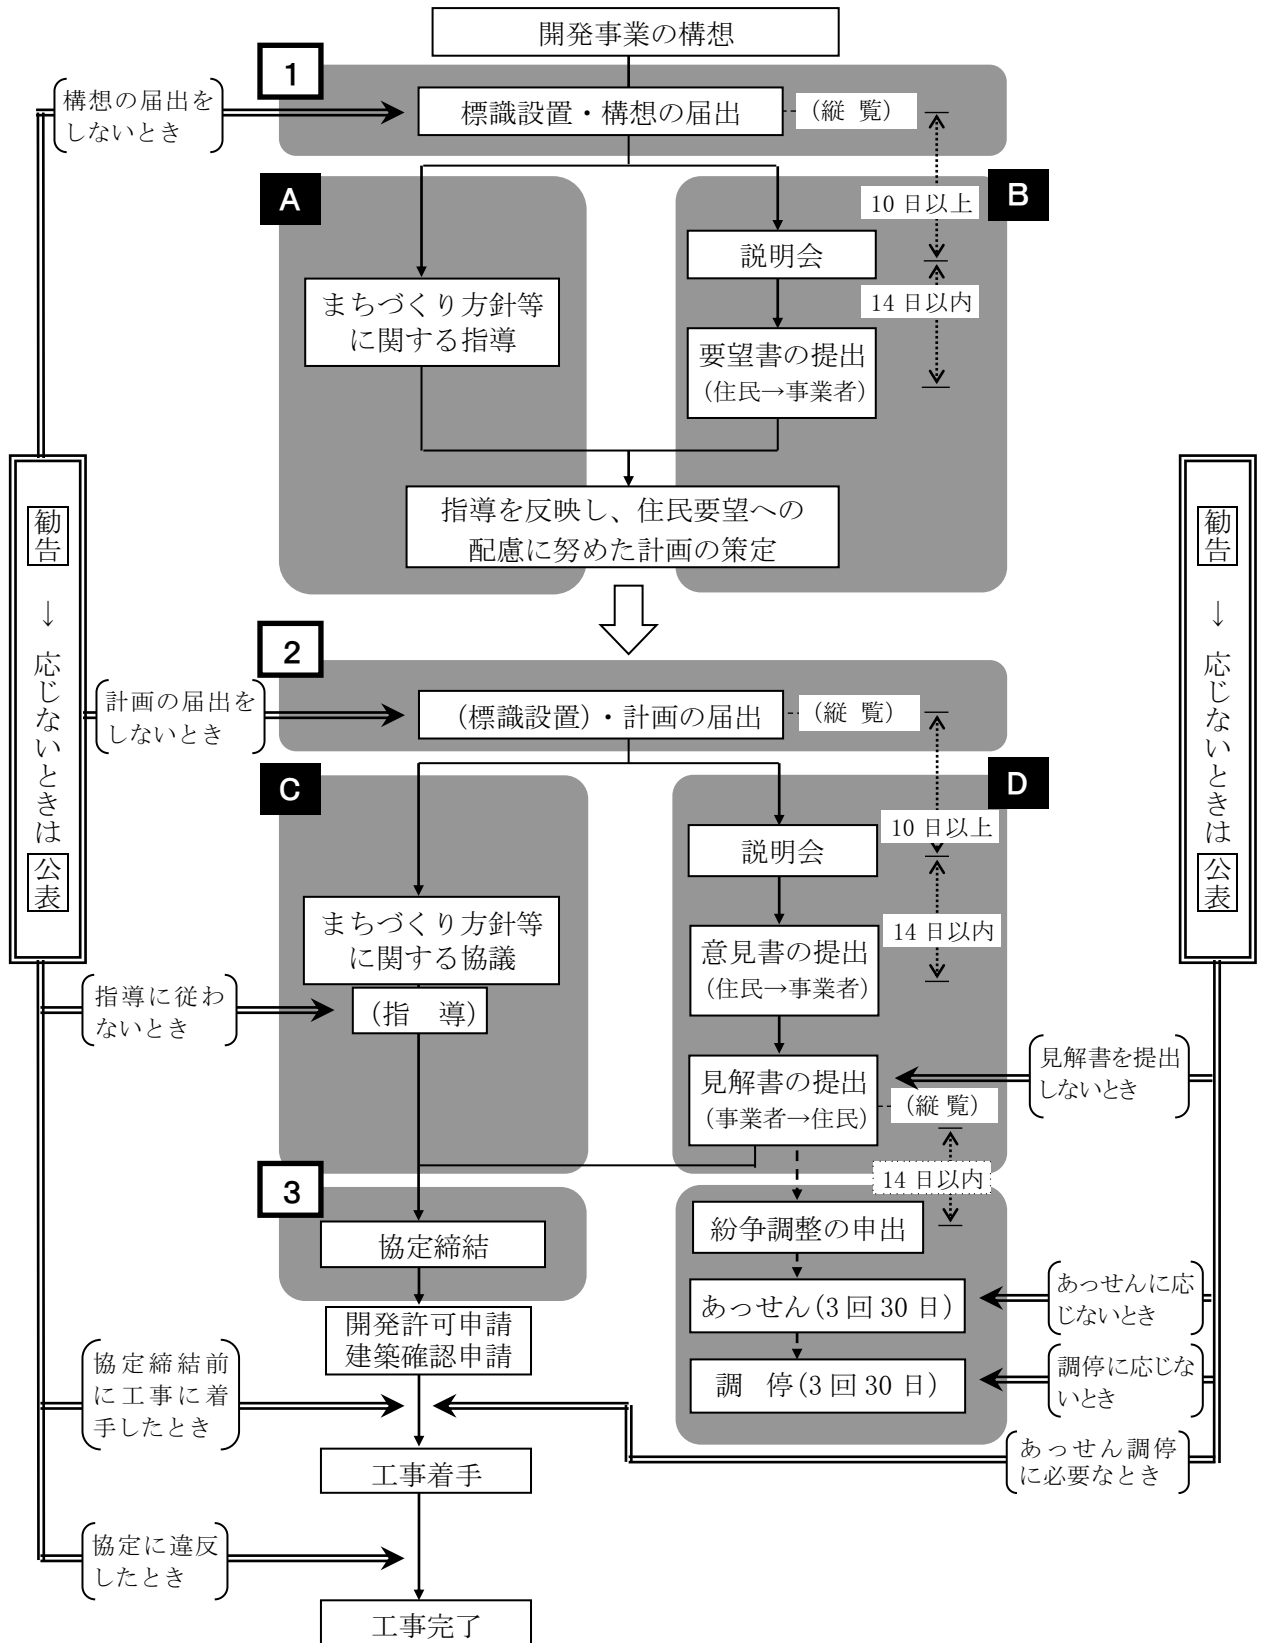 開発事業の構想
1
構想の届出を
しないとき
標識設置・構想の届出
(縦 覧)
A
B
10 日以上
説明会
14 日以内
まちづくり方針等
に関する指導
要望書の提出
(住民→事業者)
指導を反映し、住民要望への
配慮に努めた計画の策定
勧告 → 応じないときは 公表
勧告 → 応じないときは 公表
2
計画の届出を
しないとき
(標識設置)・計画の届出
(縦 覧)
C
D
10 日以上
説明会
14 日以内
まちづくり方針等
に関する協議
(指 導)
意見書の提出
(住民→事業者)
指導に従わ
ないとき
見解書の提出
(事業者→住民)
(縦 覧)
見解書を提出
しないとき
14 日以内
3
協定締結
紛争調整の申出
あっせん(3 回 30 日)
あっせんに応
じないとき
開発許可申請
建築確認申請
調 停(3 回 30 日)
調停に応じな
いとき
協定締結前
に工事に着
手したとき
あっせん調停
に必要なとき
工事着手
協定に違反
したとき
工事完了